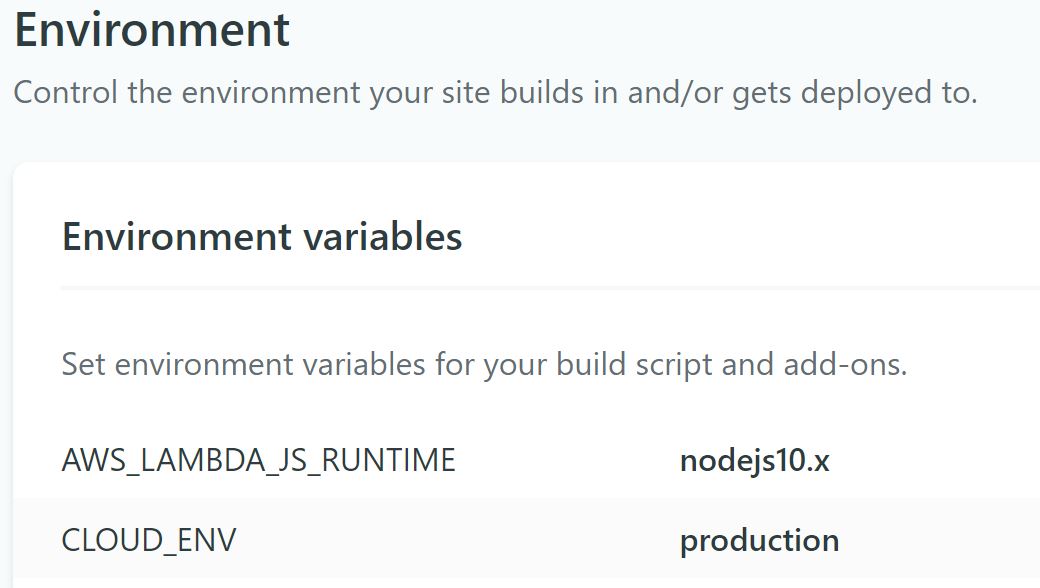 Environment
Control the environment your site builds in and/or gets deployed to.
Environment variables
Set environment variables for your build script and add-ons.
AWS_LAMBDA_JS_RUNTIME nodejs10.x
CLOUD_ENV production